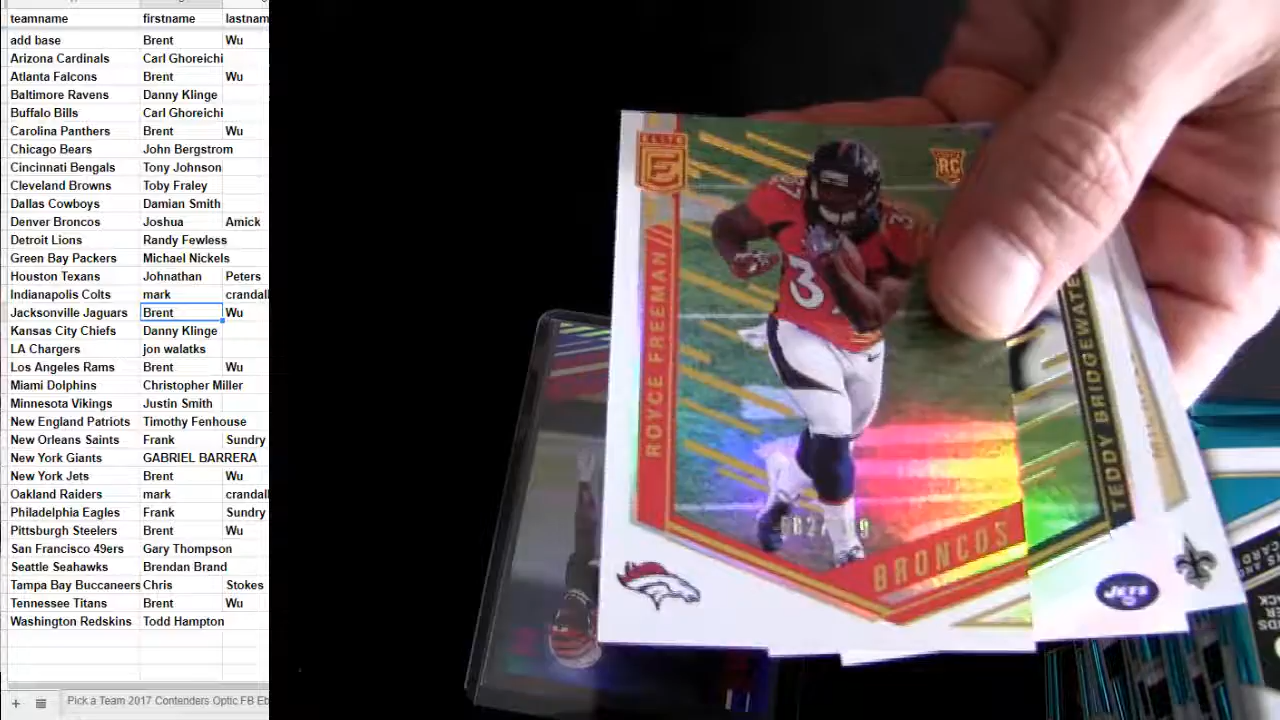 teamname firstname lastnam
add base Brent Wu
Arizona Cardinals Carl Ghoreichi
Atlanta Falcons Brent Wu
Baltimore Ravens Danny Klinge
Buffalo Bills Carl Ghoreichi
Carolina Panthers Brent Wu
Chicago Bears John Bergstrom
Cincinnati Bengals Tony Johnson
Cleveland Browns Toby Fraley
Dallas Cowboys Damian Smith
Denver Broncos Joshua Amick
Detroit Lions Randy Fewless
Green Bay Packers Michael Nickels
Houston Texans Johnathan Peters
Indianapolis Colts mark crandall
Jacksonville Jaguars Brent Wu
Kansas City Chiefs Danny Klinge
LA Chargers jon walatks
Los Angeles Rams Brent Wu
Miami Dolphins Christopher Miller
Minnesota Vikings Justin Smith
New England Patriots Timothy Fenhouse
New Orleans Saints Frank Sundry
New York Giants GABRIEL BARRERA
New York Jets Brent Wu
Oakland Raiders mark crandall
Philadelphia Eagles Frank Sundry
Pittsburgh Steelers Brent Wu
San Francisco 49ers Gary Thompson
Seattle Seahawks Brendan Brand
Tampa Bay Buccaneers Chris Stokes
Tennessee Titans Brent Wu
Washington Redskins Todd Hampton
Pick a Team 2017 Contenders Optic FB Eb
ELITE
E
RC
37
ROYCE FREEMAN
BRONCOS
TEDDY BRIDGEWATE
JETS